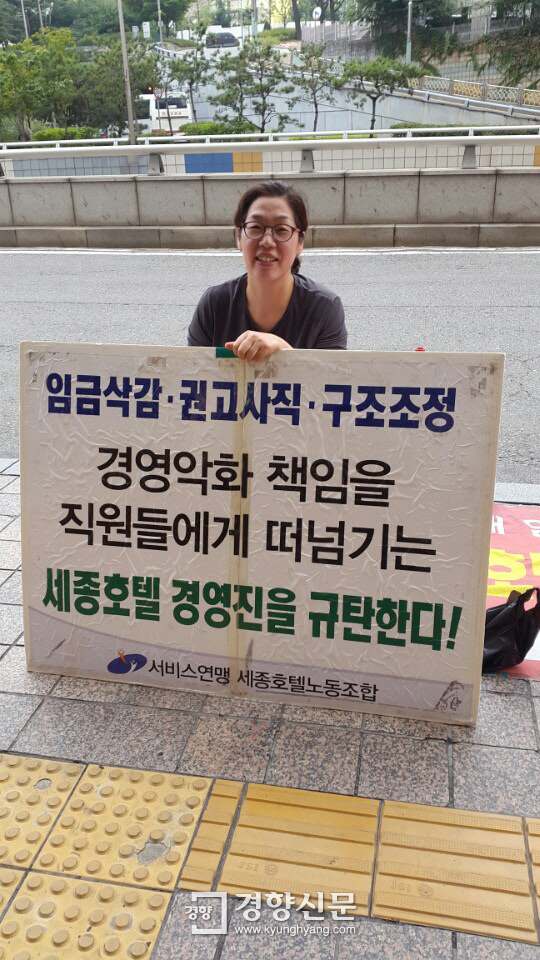 임금삭감·권고사직·구조조정
경영악화 책임을
직원들에게 떠넘기는
세종호텔 경영진을 규탄한다!
서비스연맹 세종호텔노동조합
경향 경향신문
www.kyunghyang.com